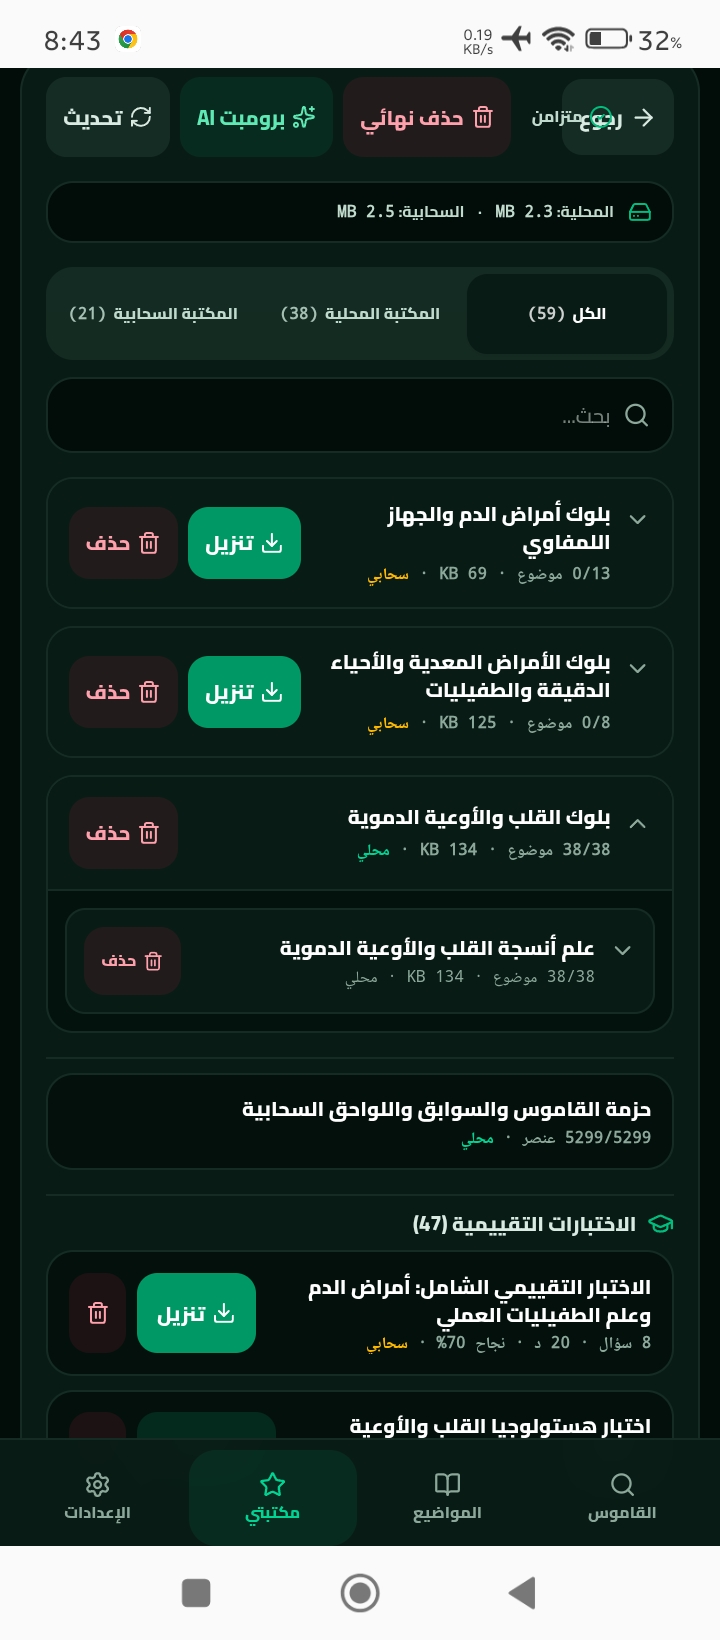 8:43
0.19
KB/s
32%
رجوع
متزامن
حذف نهائي
برومبت AI
تحديث
المحلية: 2.3 MB · السحابية: 2.5 MB
الكل (59)
المكتبة المحلية (38)
المكتبة السحابية (21)
بحث...
بلوك أمراض الدم والجهاز
اللمفاوي
0/13 موضوع · 69 KB · سحابي
تنزيل
حذف
بلوك الأمراض المعدية والأحياء
الدقيقة والطفيليات
0/8 موضوع · 125 KB · سحابي
تنزيل
حذف
بلوك القلب والأوعية الدموية
38/38 موضوع · 134 KB · محلي
حذف
علم أنسجة القلب والأوعية الدموية
38/38 موضوع · 134 KB · محلي
حذف
حزمة القاموس والسوابق واللواحق السحابية
5299/5299 عنصر · محلي
الاختبارات التقييمية (47)
الاختبار التقييمي الشامل: أمراض الدم
وعلم الطفيليات العملي
8 سؤال · 20 د · نجاح 70% · سحابي
تنزيل
اختبار هستولوجيا القلب والأوعية
القاموس
المواضيع
مكتبتي
الإعدادات